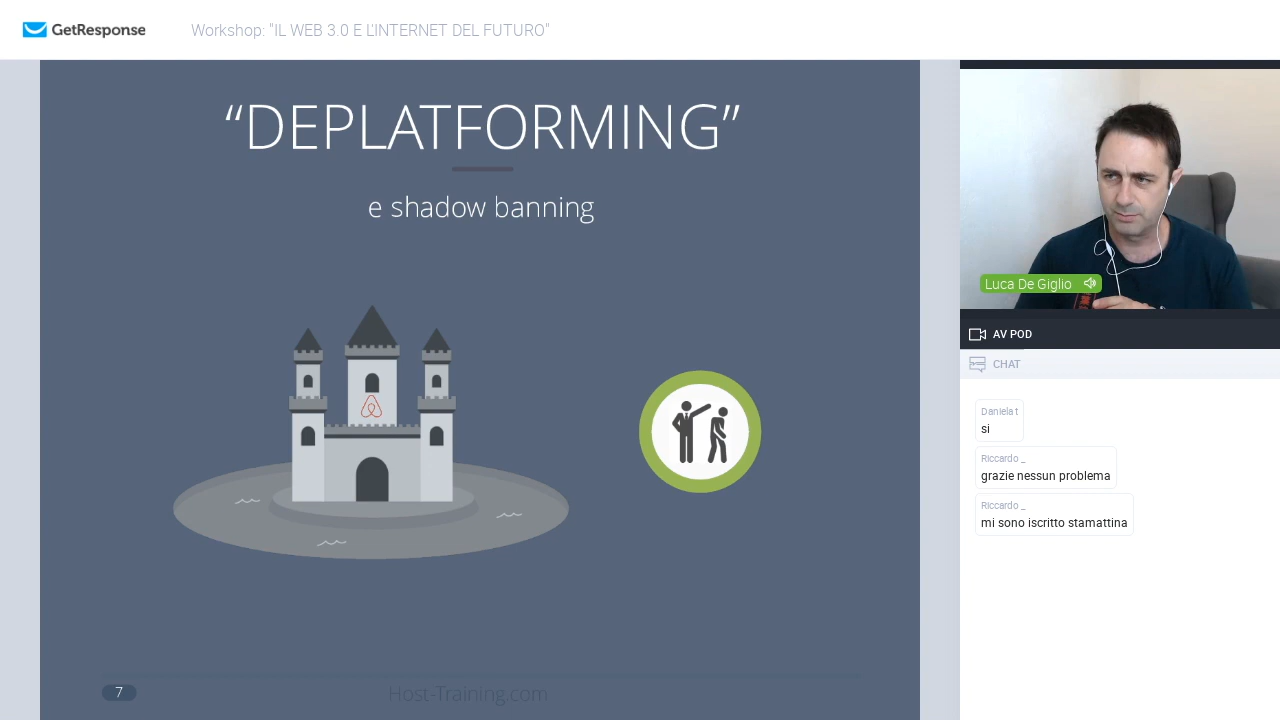 GetResponse
Workshop: "IL WEB 3.0 E L'INTERNET DEL FUTURO"
“DEPLATFORMING”
e shadow banning
7
Host-Training.com
Luca De Giglio
AV POD
CHAT
Daniela t
si
Riccardo _
grazie nessun problema
Riccardo _
mi sono iscritto stamattina